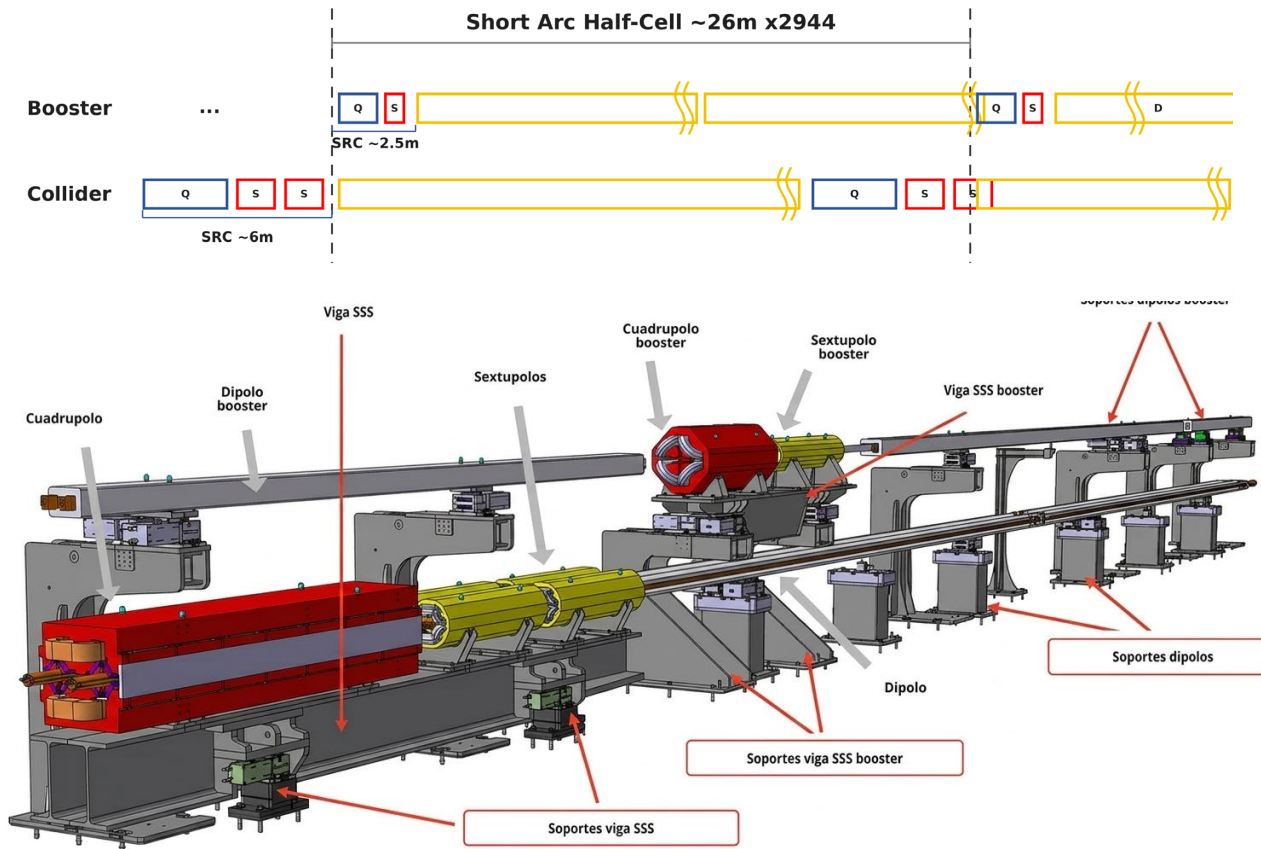 Short Arc Half-Cell ~26m x2944
Booster
...
Q
S
Q
S
D
SRC ~2.5m
Collider
Q
S
S
Q
S
S
SRC ~6m
Viga SSS
Soportes dipolos booster
Cuadrupolo
booster
Sextupolo
booster
Sextupolos
Dipolo
booster
Viga SSS booster
Cuadrupolo
Soportes dipolos
Dipolo
Soportes viga SSS booster
Soportes viga SSS